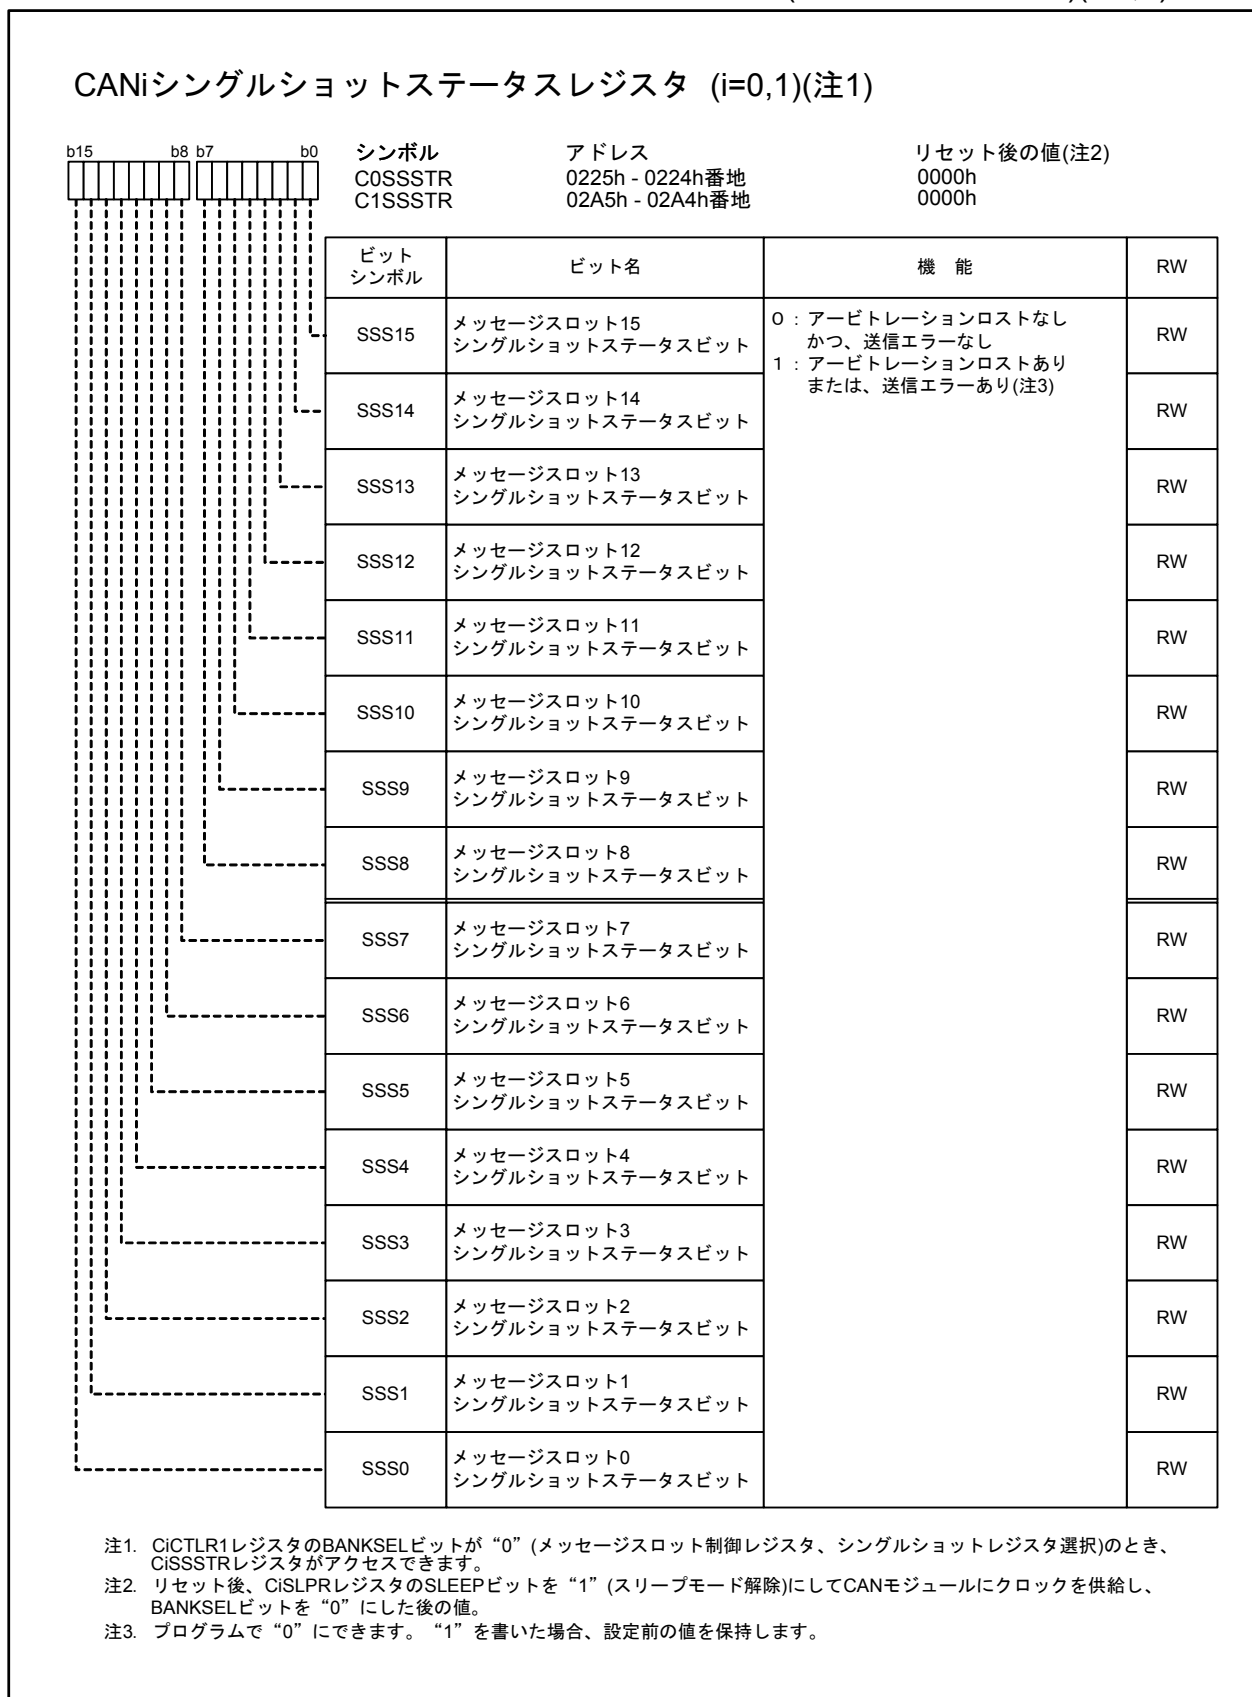 CANiシングルショットステータスレジスタ (i=0,1)(注1)
b15 b8 b7 b0
シンボル アドレス リセット後の値(注2)
C0SSSTR 0225h - 0224h番地 0000h
C1SSSTR 02A5h - 02A4h番地 0000h
ビット
シンボル ビット名 機 能 RW
SSS15 メッセージスロット15
シングルショットステータスビット RW
0 : アービトレーションロストなし
かつ、送信エラーなし
1 : アービトレーションロストあり
または、送信エラーあり(注3)
SSS14 メッセージスロット14
シングルショットステータスビット RW
SSS13 メッセージスロット13
シングルショットステータスビット RW
SSS12 メッセージスロット12
シングルショットステータスビット RW
SSS11 メッセージスロット11
シングルショットステータスビット RW
SSS10 メッセージスロット10
シングルショットステータスビット RW
SSS9 メッセージスロット9
シングルショットステータスビット RW
SSS8 メッセージスロット8
シングルショットステータスビット RW
SSS7 メッセージスロット7
シングルショットステータスビット RW
SSS6 メッセージスロット6
シングルショットステータスビット RW
SSS5 メッセージスロット5
シングルショットステータスビット RW
SSS4 メッセージスロット4
シングルショットステータスビット RW
SSS3 メッセージスロット3
シングルショットステータスビット RW
SSS2 メッセージスロット2
シングルショットステータスビット RW
SSS1 メッセージスロット1
シングルショットステータスビット RW
SSS0 メッセージスロット0
シングルショットステータスビット RW
注1. CiCTLR1レジスタのBANKSELビットが“0”(メッセージスロット制御レジスタ、シングルショットレジスタ選択)のとき、
CiSSSTRレジスタがアクセスできます。
注2. リセット後、CiSLPRレジスタのSLEEPビットを“1”(スリープモード解除)にしてCANモジュールにクロックを供給し、
BANKSELビットを“0”にした後の値。
注3. プログラムで“0”にできます。“1”を書いた場合、設定前の値を保持します。